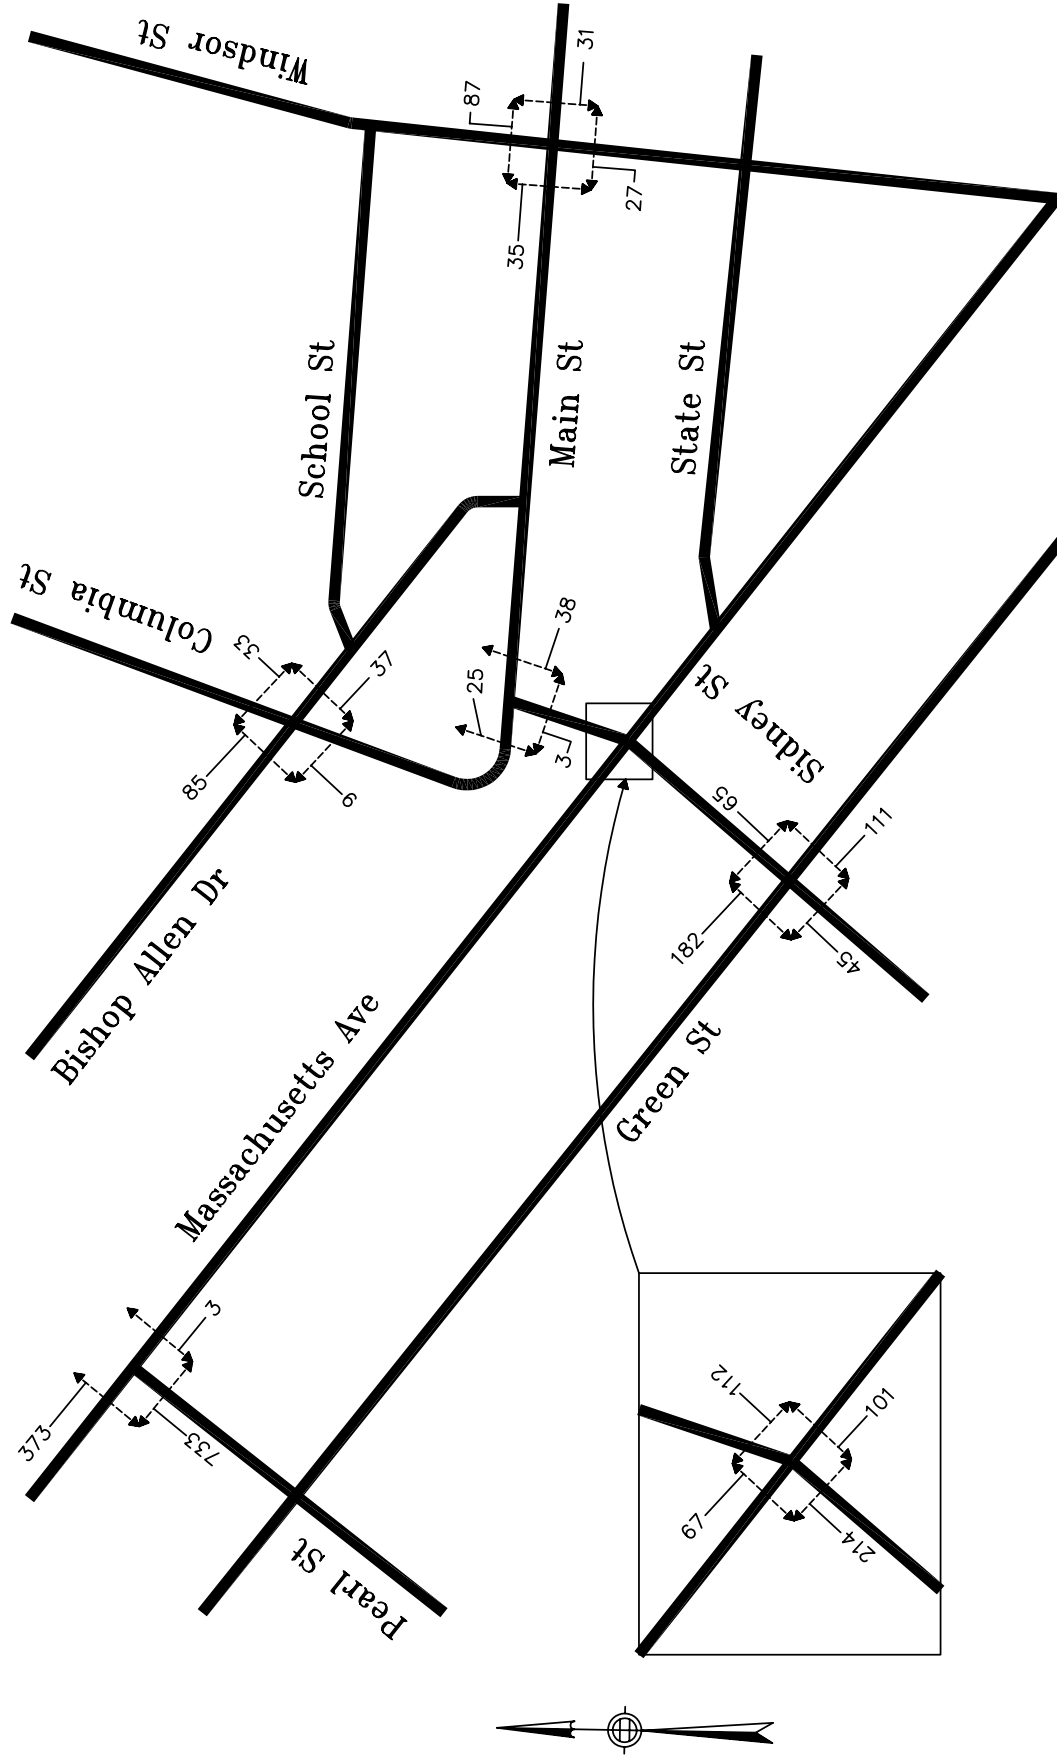 Windsor St
31
87
27
35
School St
Main St
State St
Columbia St
33
37
38
25
3
85
6
Sidney St
65
111
182
45
Bishop Allen Dr
Massachusetts Ave
Green St
3
373
733
Pearl St
112
101
67
214